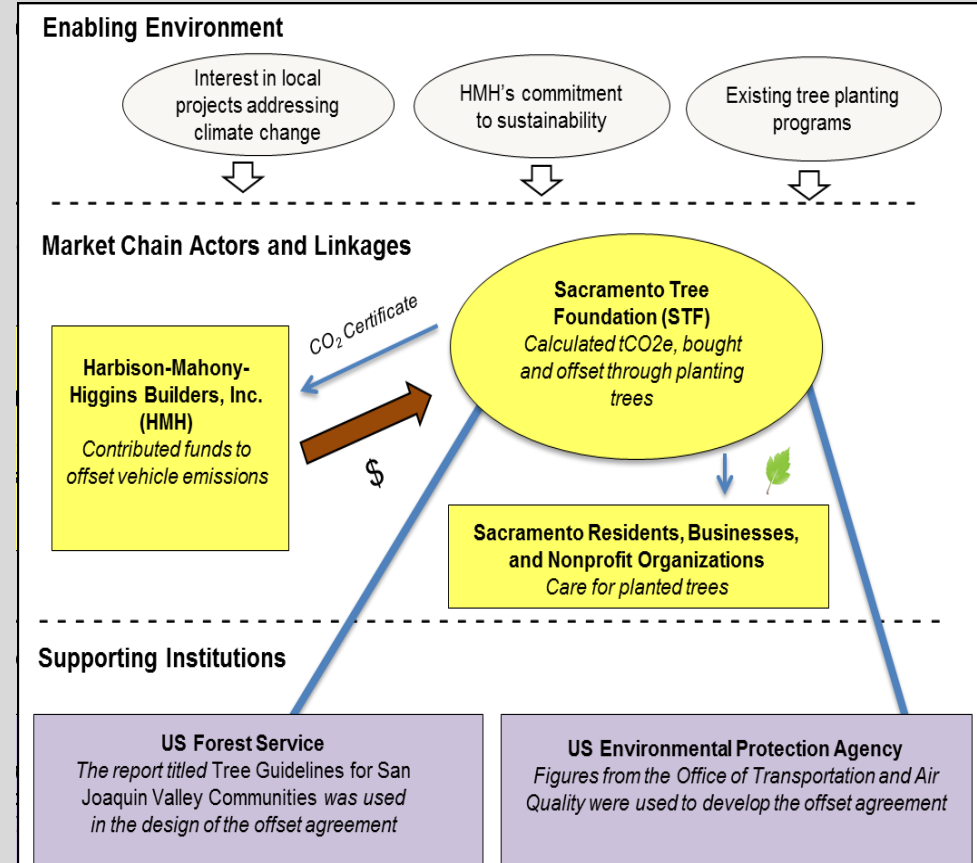 Enabling Environment
Interest in local
projects addressing
climate change
HMH's commitment
to sustainability
Existing tree planting
programs
Market Chain Actors and Linkages
CO₂ Certificate
Sacramento Tree
Foundation (STF)
Calculated tCO2e, bought
and offset through planting
trees
Harbison-Mahony-
Higgins Builders, Inc.
(HMH)
Contributed funds to
offset vehicle emissions
$
Sacramento Residents, Businesses,
and Nonprofit Organizations
Care for planted trees
Supporting Institutions
US Forest Service
The report titled Tree Guidelines for San
Joaquin Valley Communities was used
in the design of the offset agreement
US Environmental Protection Agency
Figures from the Office of Transportation and Air
Quality were used to develop the offset agreement